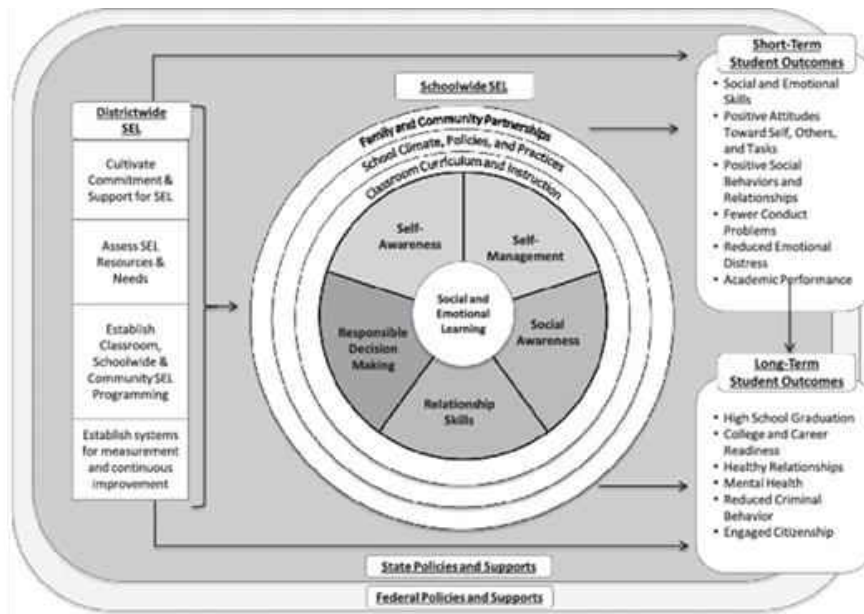 Districtwide
SEL
Cultivate
Commitment &
Support for SEL
Assess SEL
Resources &
Needs
Establish
Classroom,
Schoolwide &
Community SEL
Programming
Establish systems
for measurement
and continuous
improvement
Schoolwide SEL
Family and Community Partnerships
School Climate, Policies, and Practices
Classroom Curriculum and Instruction
Self-
Awareness
Self-
Management
Social and
Emotional
Learning
Responsible
Decision
Making
Social
Awareness
Relationship
Skills
Short-Term
Student Outcomes
• Social and Emotional
Skills
• Positive Attitudes
Toward Self, Others,
and Tasks
• Positive Social
Behaviors and
Relationships
• Fewer Conduct
Problems
• Reduced Emotional
Distress
• Academic Performance
Long-Term
Student Outcomes
• High School Graduation
• College and Career
Readiness
• Healthy Relationships
• Mental Health
• Reduced Criminal
Behavior
• Engaged Citizenship
State Policies and Supports
Federal Policies and Supports